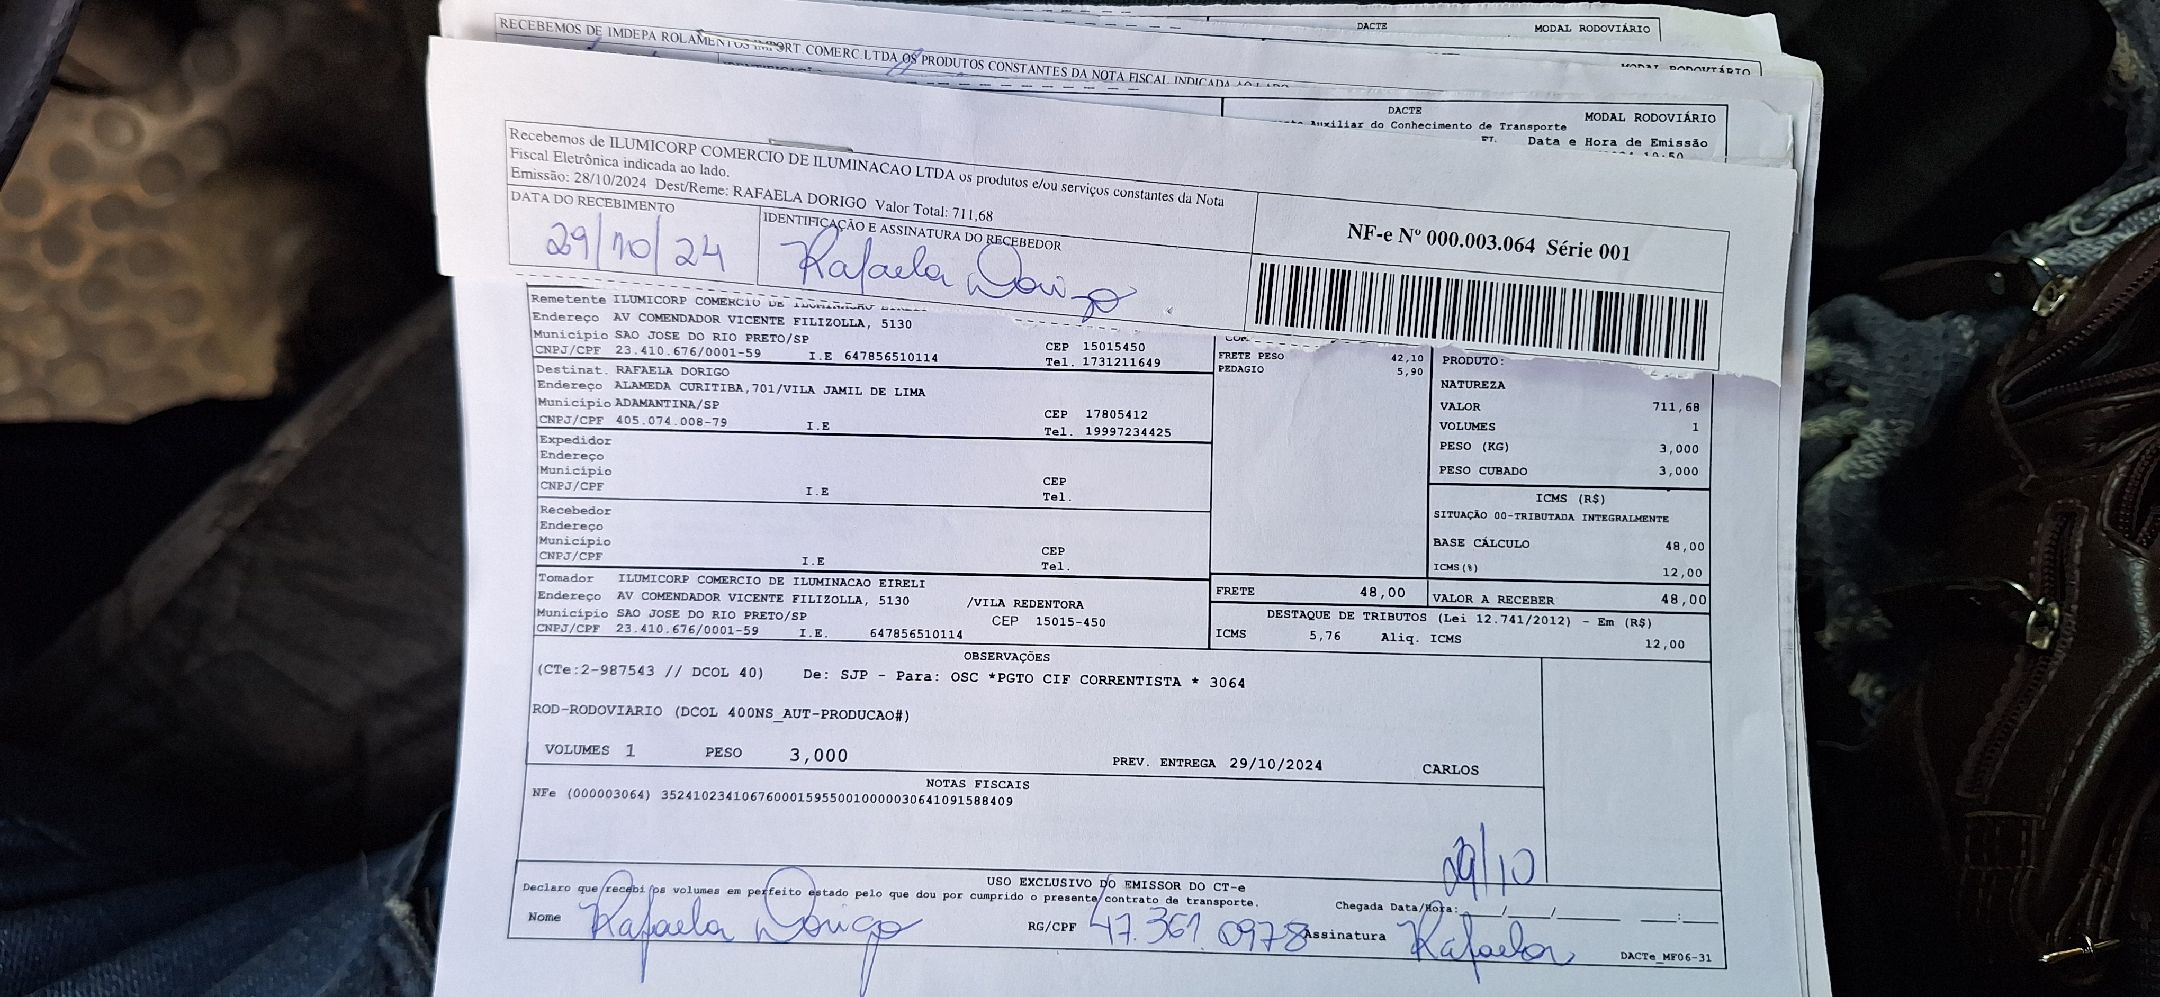 DACTE MODAL RODOVIÁRIO
RECEBEMOS DE IMDEPA ROLAMENTOS IMPORT COMERC.LTDA OS PRODUTOS CONSTANTES DA NOTA FISCAL INDICADA AO LADO
MODAL RODOVIÁRIO
DACTE MODAL RODOVIÁRIO
Auxiliar do Conhecimento de Transporte
Data e Hora de Emissão
Recebemos de ILUMICORP COMERCIO DE ILUMINACAO LTDA os produtos e/ou serviços constantes da Nota
Fiscal Eletrônica indicada ao lado.
Emissão: 28/10/2024 Dest/Reme: RAFAELA DORIGO Valor Total: 711,68
DATA DO RECEBIMENTO
29/10/24
IDENTIFICAÇÃO E ASSINATURA DO RECEBEDOR
Rafaela Dorigo
NF-e Nº 000.003.064 Série 001
Remetente ILUMICORP COMERCIO DE ILUMINACAO EIRELI
Endereço AV COMENDADOR VICENTE FILIZOLLA, 5130
Município SAO JOSE DO RIO PRETO/SP CEP 15015450
CNPJ/CPF 23.410.676/0001-59 I.E 647856510114 Tel. 1731211649
Destinat. RAFAELA DORIGO
Endereço ALAMEDA CURITIBA,701/VILA JAMIL DE LIMA
Município ADAMANTINA/SP CEP 17805412
CNPJ/CPF 405.074.008-79 I.E Tel. 19997234425
Expedidor
Endereço
Município CEP
CNPJ/CPF I.E Tel.
Recebedor
Endereço
Município CEP
CNPJ/CPF I.E Tel.
Tomador ILUMICORP COMERCIO DE ILUMINACAO EIRELI
Endereço AV COMENDADOR VICENTE FILIZOLLA, 5130 /VILA REDENTORA
Município SAO JOSE DO RIO PRETO/SP CEP 15015-450
CNPJ/CPF 23.410.676/0001-59 I.E. 647856510114
FRETE PESO 42,10
PEDAGIO 5,90
FRETE 48,00
PRODUTO:
NATUREZA
VALOR 711,68
VOLUMES 1
PESO (KG) 3,000
PESO CUBADO 3,000
ICMS (R$)
SITUAÇÃO 00-TRIBUTADA INTEGRALMENTE
BASE CÁLCULO 48,00
ICMS(%) 12,00
VALOR A RECEBER 48,00
DESTAQUE DE TRIBUTOS (Lei 12.741/2012) - Em (R$)
ICMS 5,76 Aliq. ICMS 12,00
OBSERVAÇÕES
(CTe:2-987543 // DCOL 40) De: SJP - Para: OSC *PGTO CIF CORRENTISTA * 3064
ROD-RODOVIARIO (DCOL 400NS_AUT-PRODUCAO#)
VOLUMES 1 PESO 3,000 PREV. ENTREGA 29/10/2024 CARLOS
NOTAS FISCAIS
NFe (000003064) 35241023410676000159550010000030641091588409
29/10
USO EXCLUSIVO DO EMISSOR DO CT-e
Declaro que recebi os volumes em perfeito estado pelo que dou por cumprido o presente contrato de transporte.
Chegada Data/Hora: ____/____/______ ___:___
Nome Rafaela Dorigo RG/CPF 47.361.0978 Assinatura Rafaela
DACTe_MF06-31